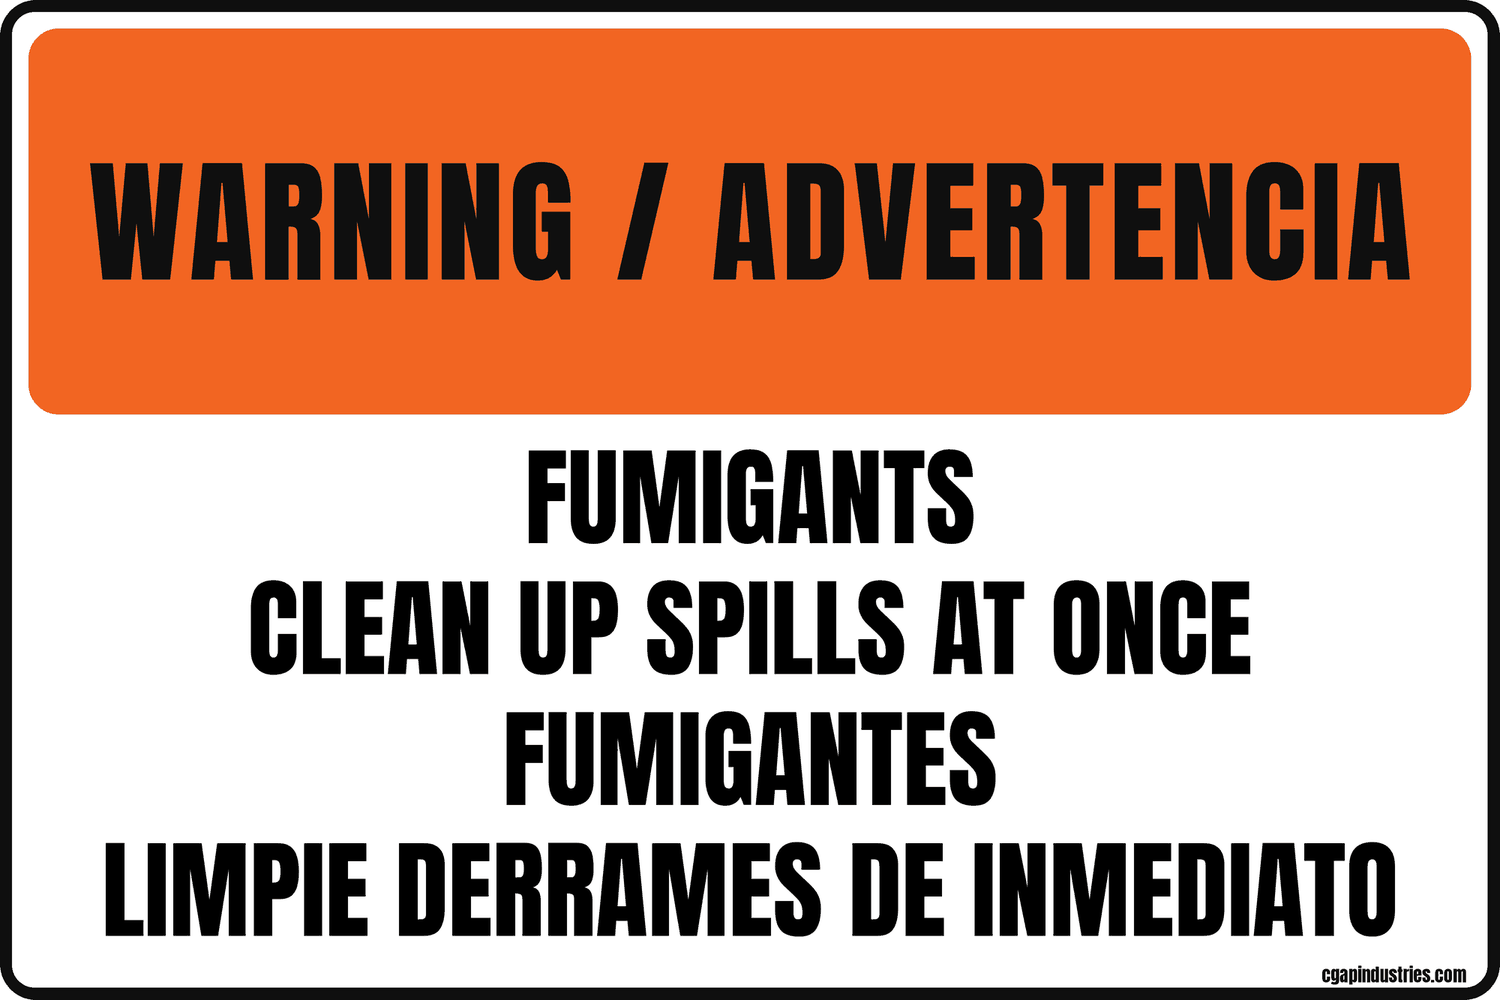 WARNING / ADVERTENCIA
FUMIGANTS
CLEAN UP SPILLS AT ONCE
FUMIGANTES
LIMPIE DERRAMES DE INMEDIATO
cgapindustries.com